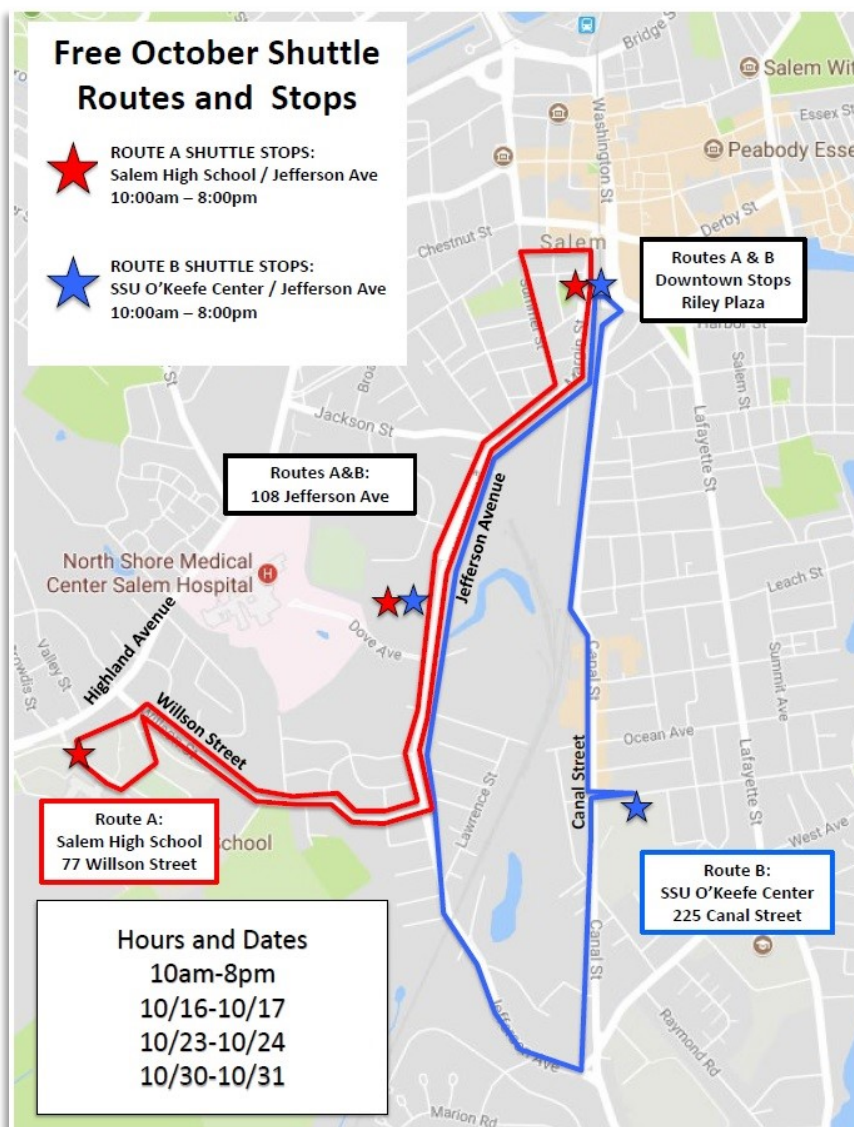 Free October Shuttle
Routes and Stops
ROUTE A SHUTTLE STOPS:
Salem High School / Jefferson Ave
10:00am – 8:00pm
ROUTE B SHUTTLE STOPS:
SSU O'Keefe Center / Jefferson Ave
10:00am – 8:00pm
Bridge St
Salem Wit
Washington St
Essex St
Peabody Esse
Derby St
Chestnut St
Salem
Routes A & B
Downtown Stops
Riley Plaza
Summer St
Margin St
Harbor St
Salem St
Jackson St
Lafayette St
Routes A&B:
108 Jefferson Ave
Jefferson Avenue
North Shore Medical
Center Salem Hospital
H
Leach St
Highland Avenue
Dove Ave
Valley St
Canal St
Summit Ave
Willson Street
Ocean Ave
Lafayette St
Lawrence St
Canal Street
West Ave
Route A:
Salem High School
77 Willson Street
School
Route B:
SSU O'Keefe Center
225 Canal Street
Hours and Dates
10am-8pm
10/16-10/17
10/23-10/24
10/30-10/31
Canal St
Jefferson Ave
Raymond Rd
Marion Rd